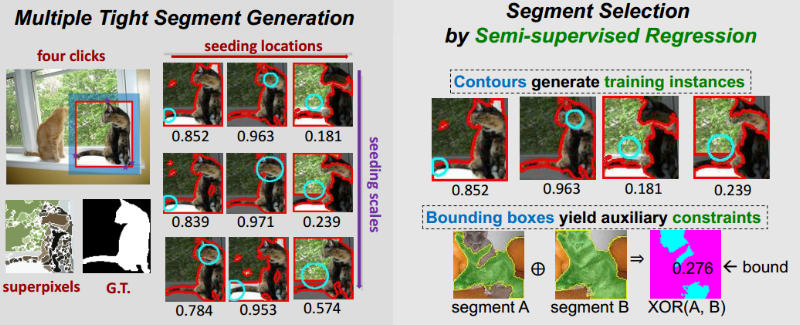 Multiple Tight Segment Generation
four clicks
seeding locations
0.852 0.963 0.181
0.839 0.971 0.239
0.784 0.953 0.574
seeding scales
superpixels G.T.
Segment Selection
by Semi-supervised Regression
Contours generate training instances
0.852 0.963 0.181 0.239
Bounding boxes yield auxiliary constraints
⊕ ⇒ 0.276 ← bound
segment A segment B XOR(A, B)